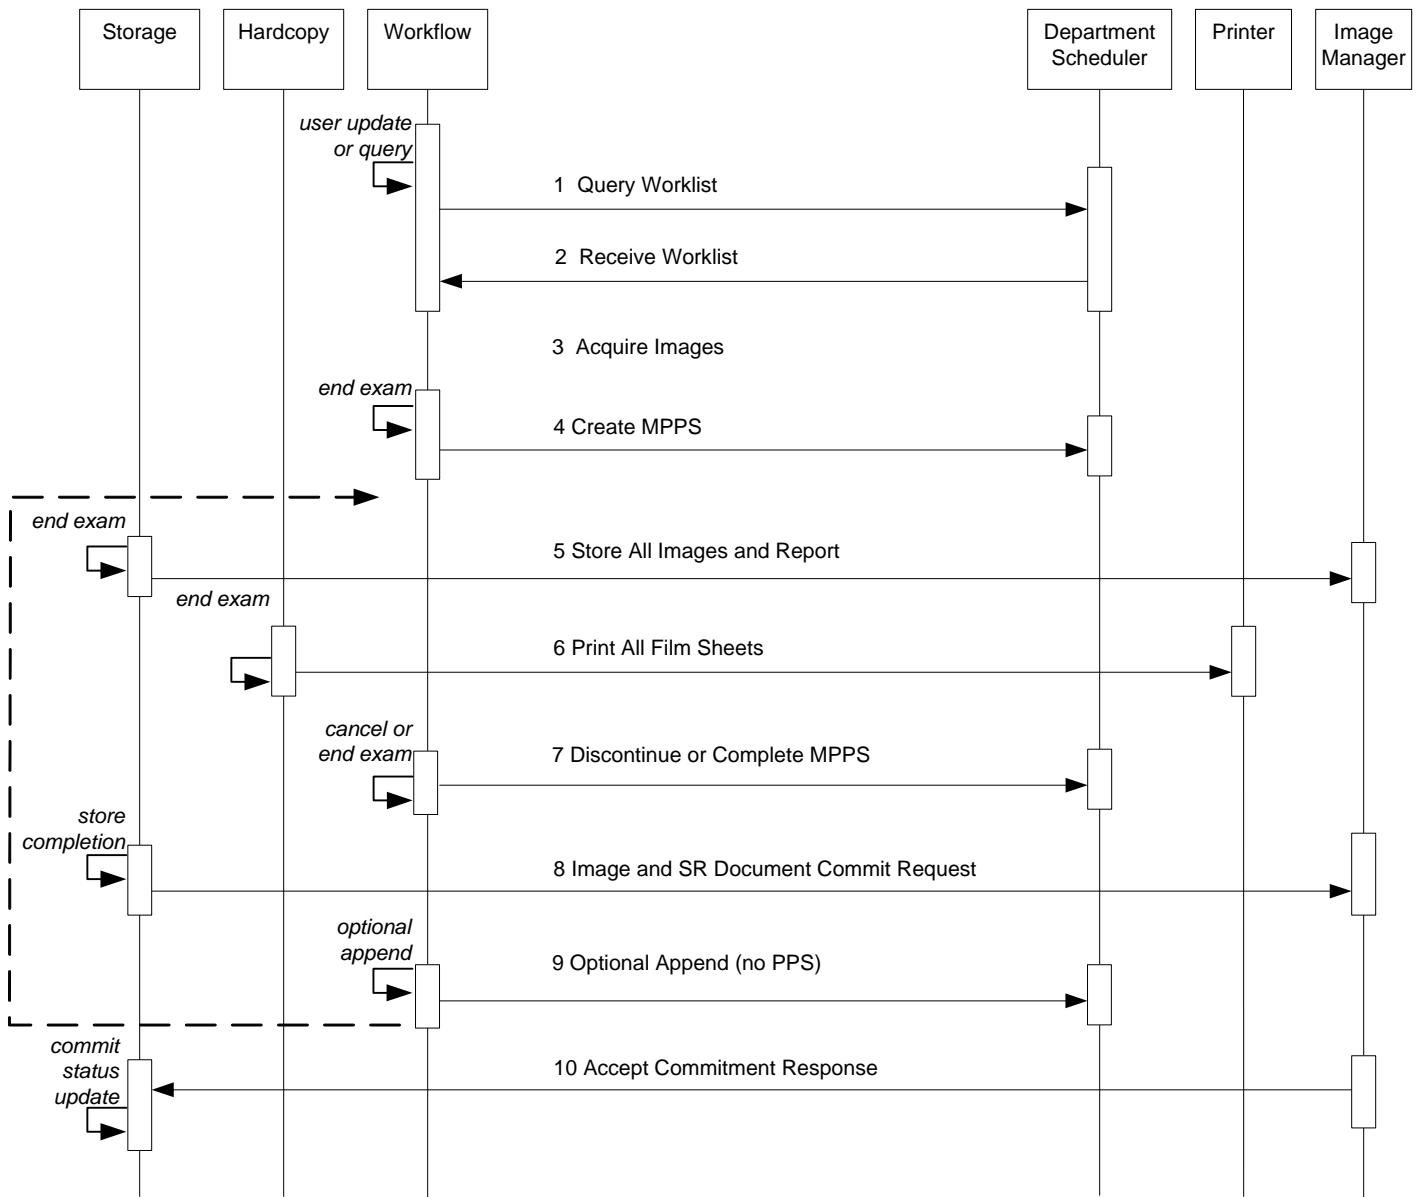 Storage
Hardcopy
Workflow
Department
Scheduler
Printer
Image
Manager
user update
or query
1 Query Worklist
2 Receive Worklist
3 Acquire Images
end exam
4 Create MPPS
end exam
5 Store All Images and Report
end exam
6 Print All Film Sheets
cancel or
end exam
7 Discontinue or Complete MPPS
store
completion
8 Image and SR Document Commit Request
optional
append
9 Optional Append (no PPS)
commit
status
update
10 Accept Commitment Response